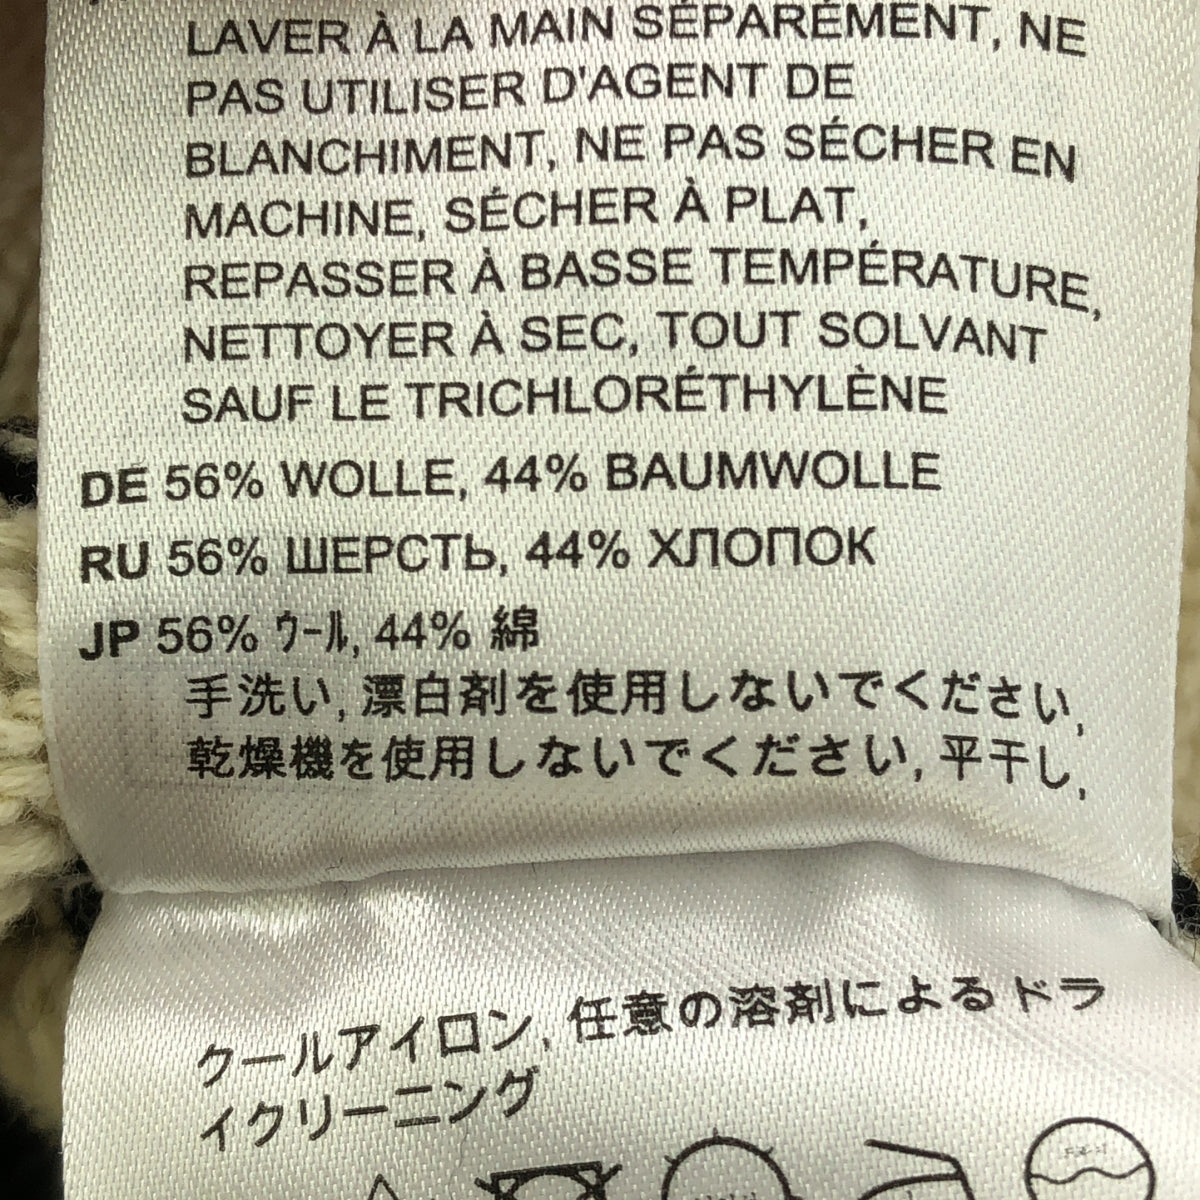 LAVER À LA MAIN SÉPARÉMENT, NE
PAS UTILISER D'AGENT DE
BLANCHIMENT, NE PAS SÉCHER EN
MACHINE, SÉCHER À PLAT,
REPASSER À BASSE TEMPÉRATURE,
NETTOYER À SEC, TOUT SOLVANT
SAUF LE TRICHLORÉTHYLÈNE
DE 56% WOLLE, 44% BAUMWOLLE
RU 56% ШЕРСТЬ, 44% ХЛОПОК
JP 56% ｳｰﾙ, 44% 綿
手洗い, 漂白剤を使用しないでください,
乾燥機を使用しないでください, 平干し,
クールアイロン, 任意の溶剤によるドラ
イクリーニング